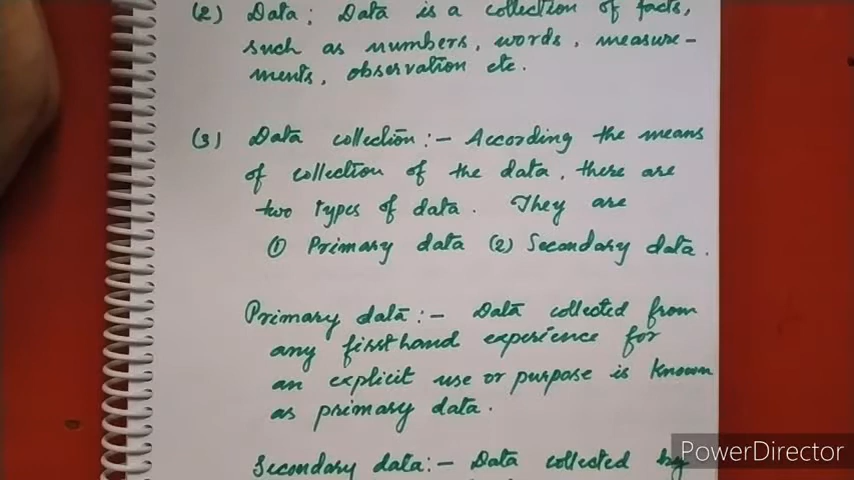 (2) Data : Data is a collection of facts,
such as numbers, words, measure-
ments, observation etc.
(3) Data collection :- According the means
of collection of the data, there are
two types of data. They are
① Primary data (2) Secondary data.
Primary data :- Data collected from
any firsthand experience for
an explicit use or purpose is known
as primary data.
Secondary data :- Data collected by
PowerDirector